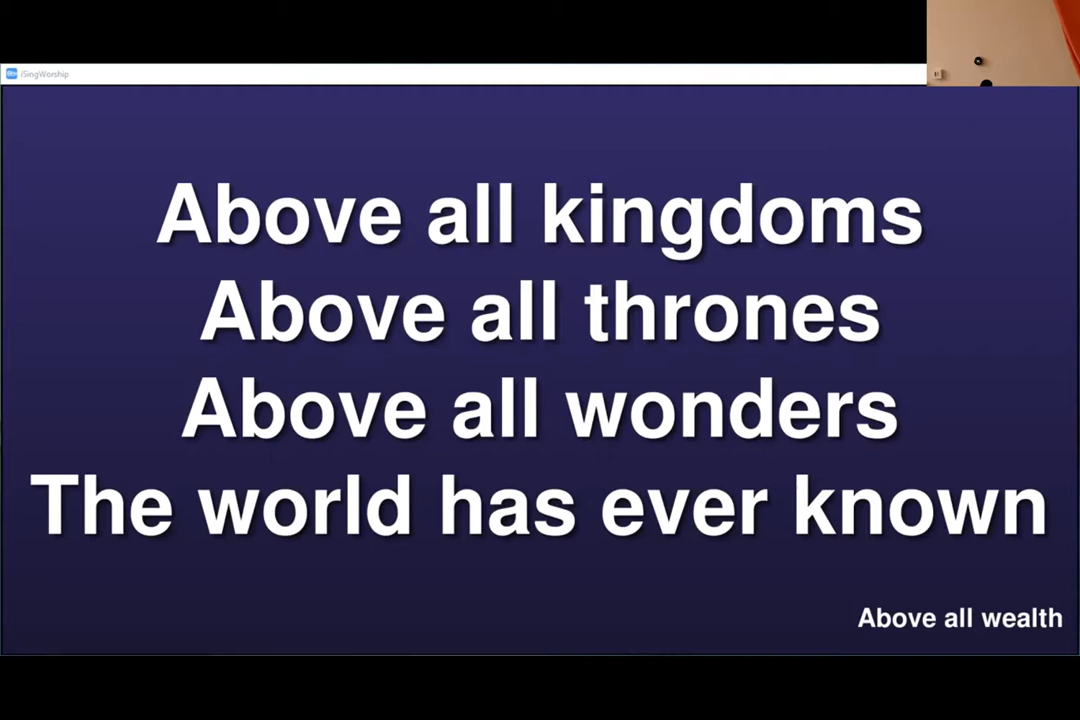 iSingWorship
Above all kingdoms
Above all thrones
Above all wonders
The world has ever known
Above all wealth